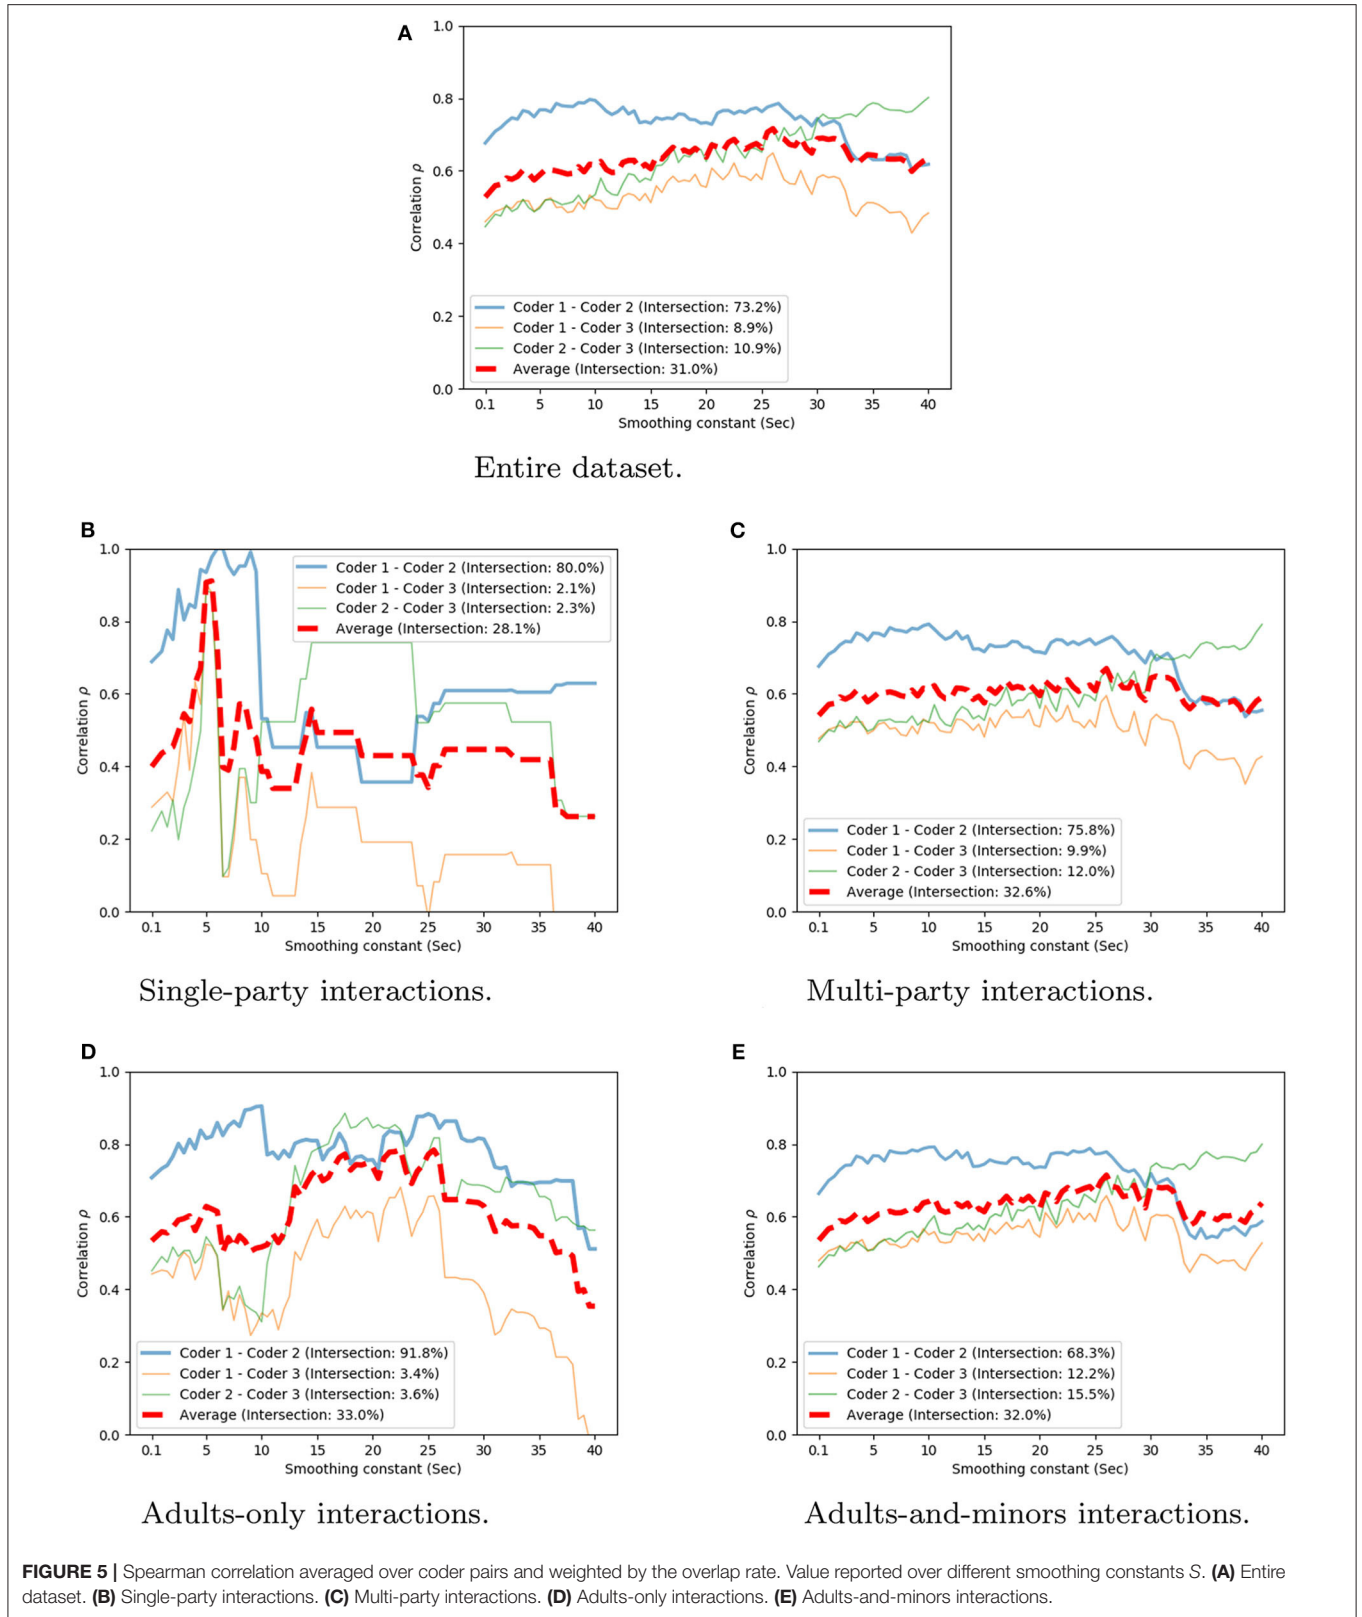 A
1.0
0.8
0.6
0.4
0.2
0.0
Correlation ρ
Coder 1 - Coder 2 (Intersection: 73.2%)
Coder 1 - Coder 3 (Intersection: 8.9%)
Coder 2 - Coder 3 (Intersection: 10.9%)
Average (Intersection: 31.0%)
0.1 5 10 15 20 25 30 35 40
Smoothing constant (Sec)
Entire dataset.
B
1.0
0.8
0.6
0.4
0.2
0.0
Correlation ρ
Coder 1 - Coder 2 (Intersection: 80.0%)
Coder 1 - Coder 3 (Intersection: 2.1%)
Coder 2 - Coder 3 (Intersection: 2.3%)
Average (Intersection: 28.1%)
0.1 5 10 15 20 25 30 35 40
Smoothing constant (Sec)
Single-party interactions.
C
1.0
0.8
0.6
0.4
0.2
0.0
Correlation ρ
Coder 1 - Coder 2 (Intersection: 75.8%)
Coder 1 - Coder 3 (Intersection: 9.9%)
Coder 2 - Coder 3 (Intersection: 12.0%)
Average (Intersection: 32.6%)
0.1 5 10 15 20 25 30 35 40
Smoothing constant (Sec)
Multi-party interactions.
D
1.0
0.8
0.6
0.4
0.2
0.0
Correlation ρ
Coder 1 - Coder 2 (Intersection: 91.8%)
Coder 1 - Coder 3 (Intersection: 3.4%)
Coder 2 - Coder 3 (Intersection: 3.6%)
Average (Intersection: 33.0%)
0.1 5 10 15 20 25 30 35 40
Smoothing constant (Sec)
Adults-only interactions.
E
1.0
0.8
0.6
0.4
0.2
0.0
Correlation ρ
Coder 1 - Coder 2 (Intersection: 68.3%)
Coder 1 - Coder 3 (Intersection: 12.2%)
Coder 2 - Coder 3 (Intersection: 15.5%)
Average (Intersection: 32.0%)
0.1 5 10 15 20 25 30 35 40
Smoothing constant (Sec)
Adults-and-minors interactions.
FIGURE 5 | Spearman correlation averaged over coder pairs and weighted by the overlap rate. Value reported over different smoothing constants S. (A) Entire
dataset. (B) Single-party interactions. (C) Multi-party interactions. (D) Adults-only interactions. (E) Adults-and-minors interactions.